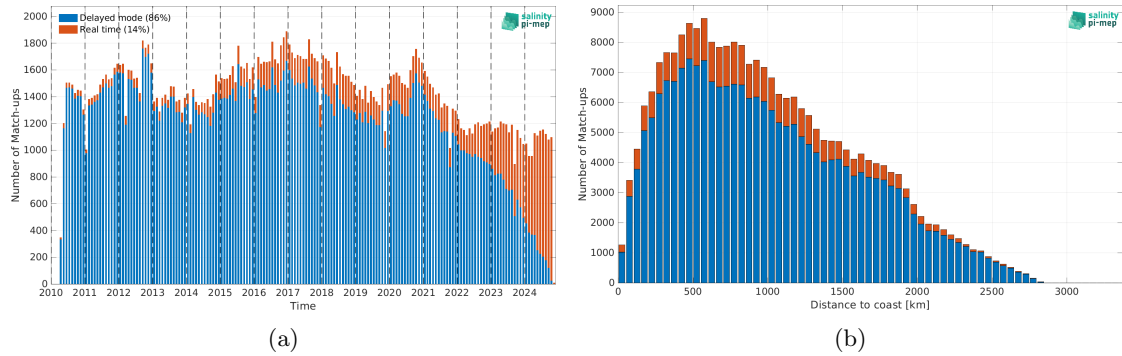 Delayed mode (86%)
Real time (14%)
salinity
pi-mep
Number of Match-ups
2000
1800
1600
1400
1200
1000
800
600
400
200
0
2010 2011 2012 2013 2014 2015 2016 2017 2018 2019 2020 2021 2022 2023 2024
Time
(a)
salinity
pi-mep
Number of Match-ups
9000
8000
7000
6000
5000
4000
3000
2000
1000
0
0 500 1000 1500 2000 2500 3000
Distance to coast [km]
(b)